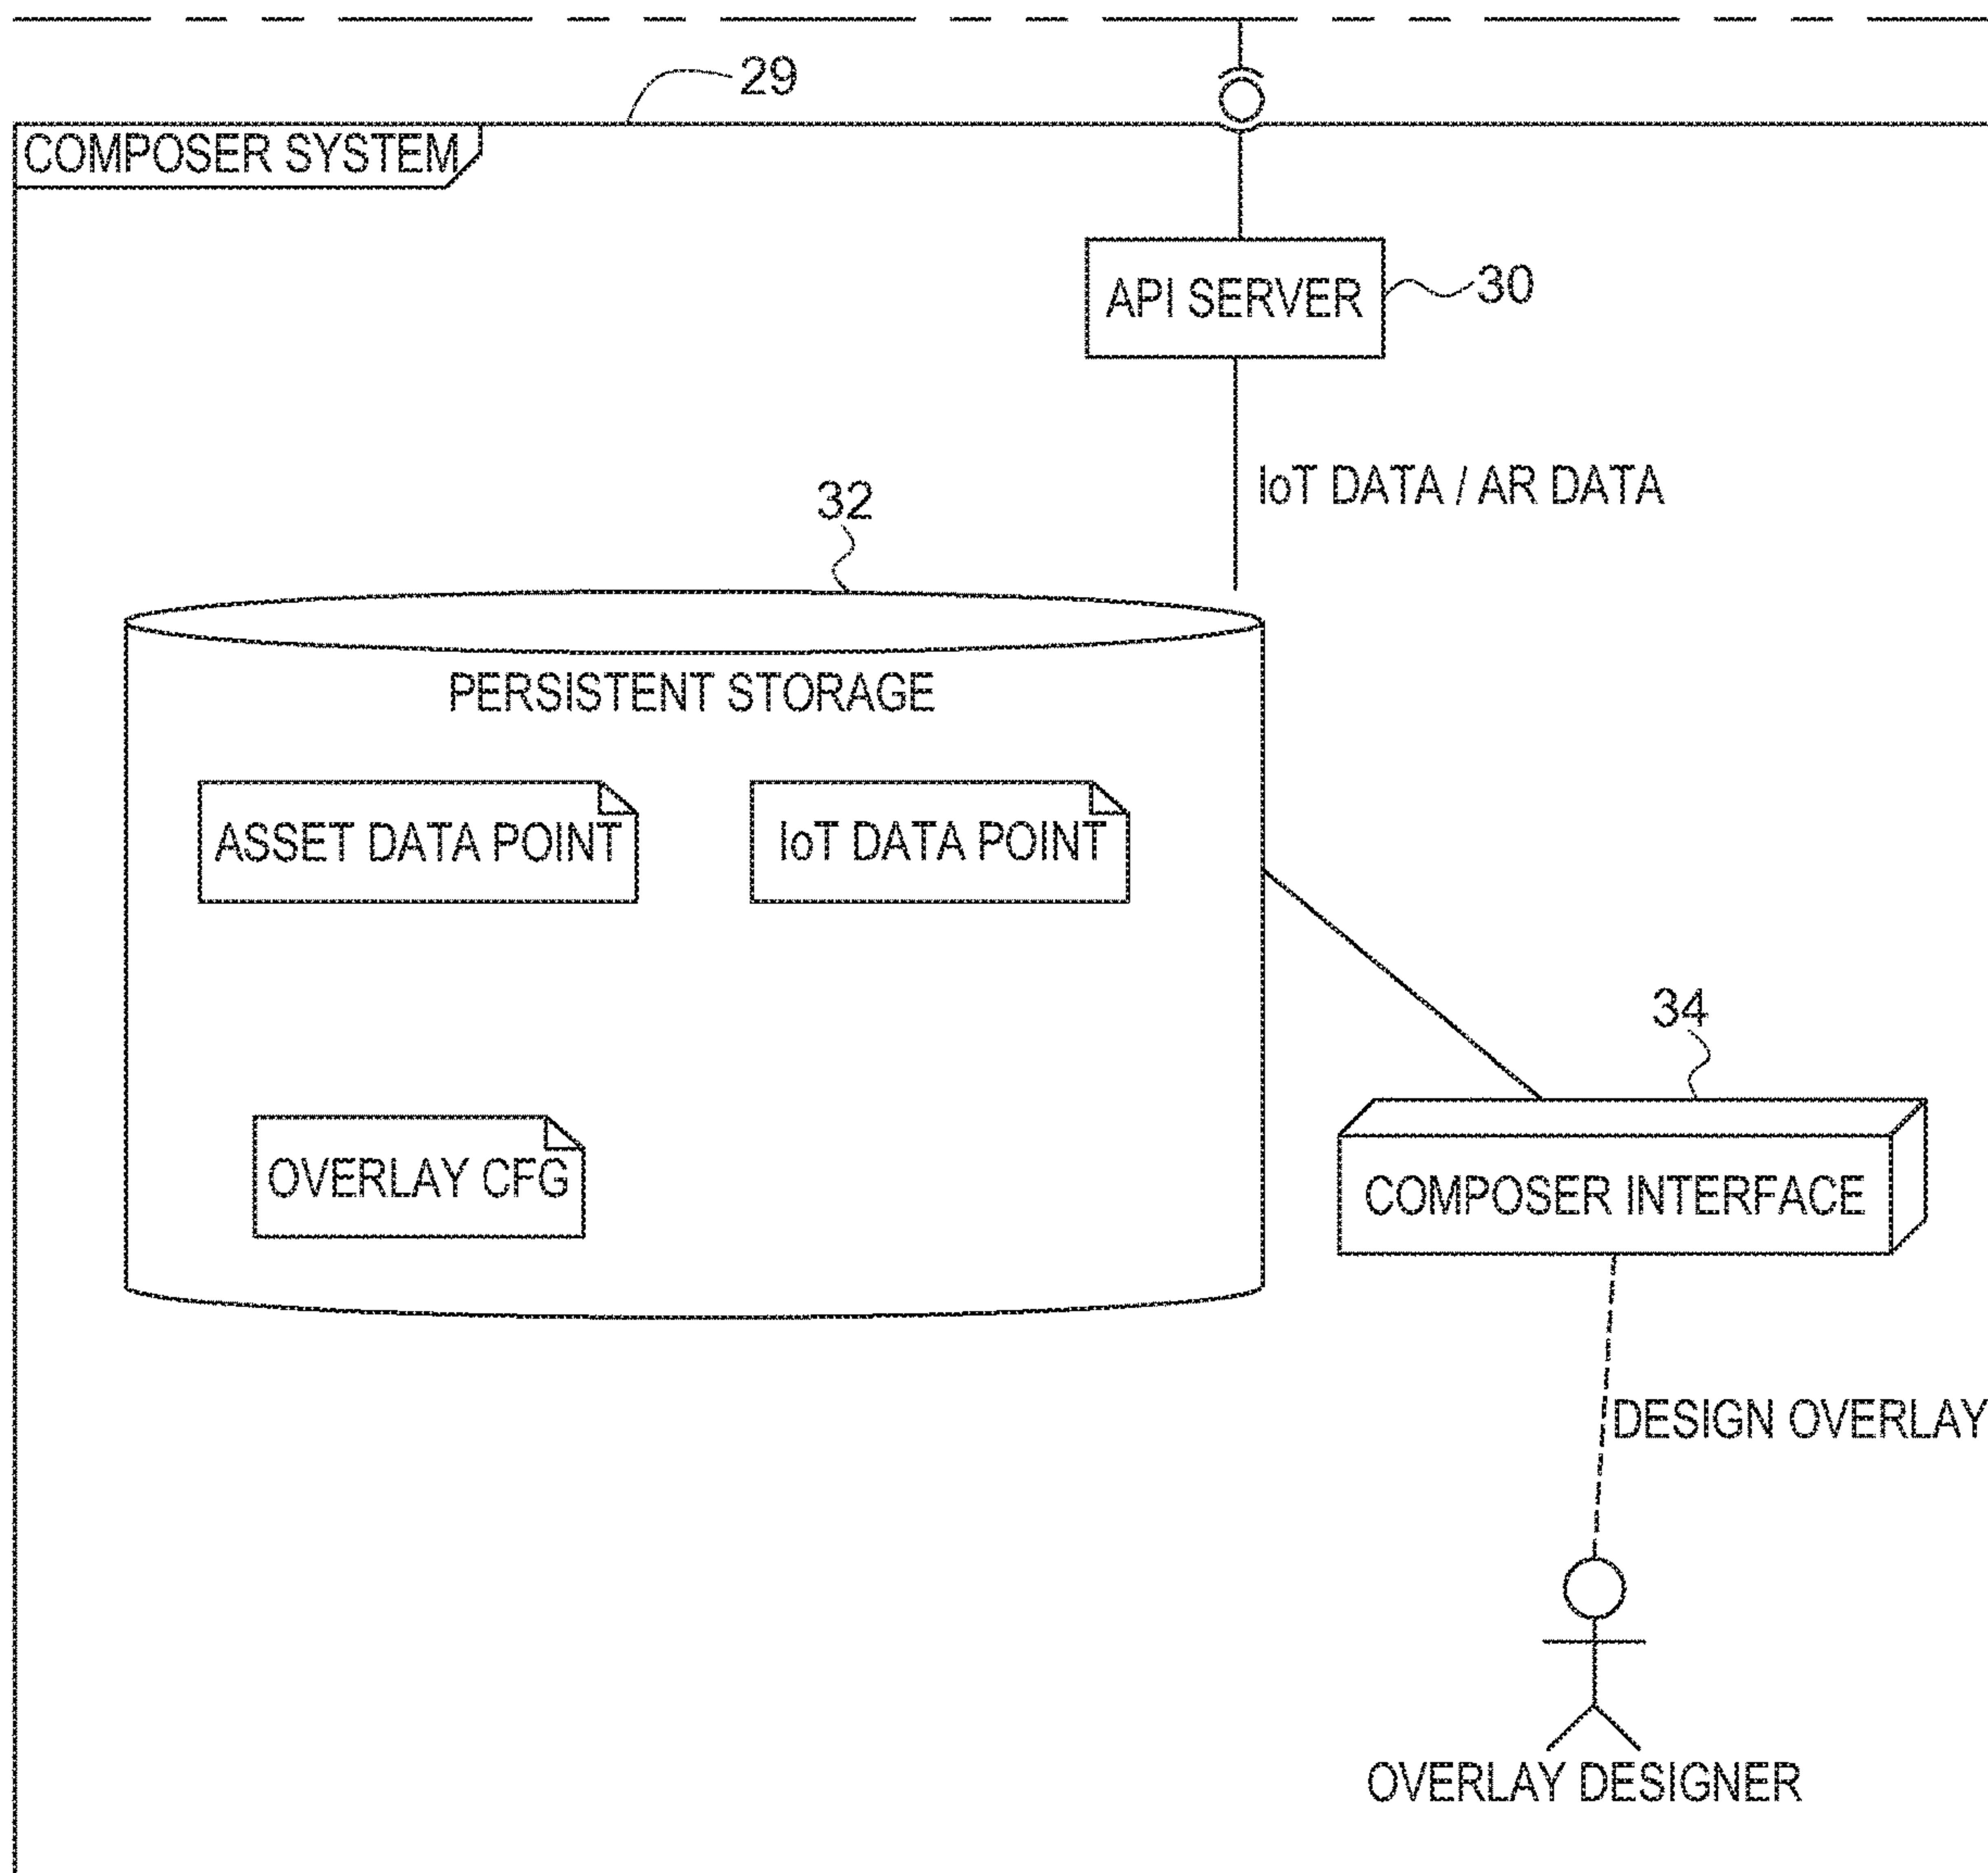 29
COMPOSER SYSTEM
API SERVER
30
IoT DATA / AR DATA
32
PERSISTENT STORAGE
ASSET DATA POINT
IoT DATA POINT
34
OVERLAY CFG
COMPOSER INTERFACE
DESIGN OVERLAY
OVERLAY DESIGNER